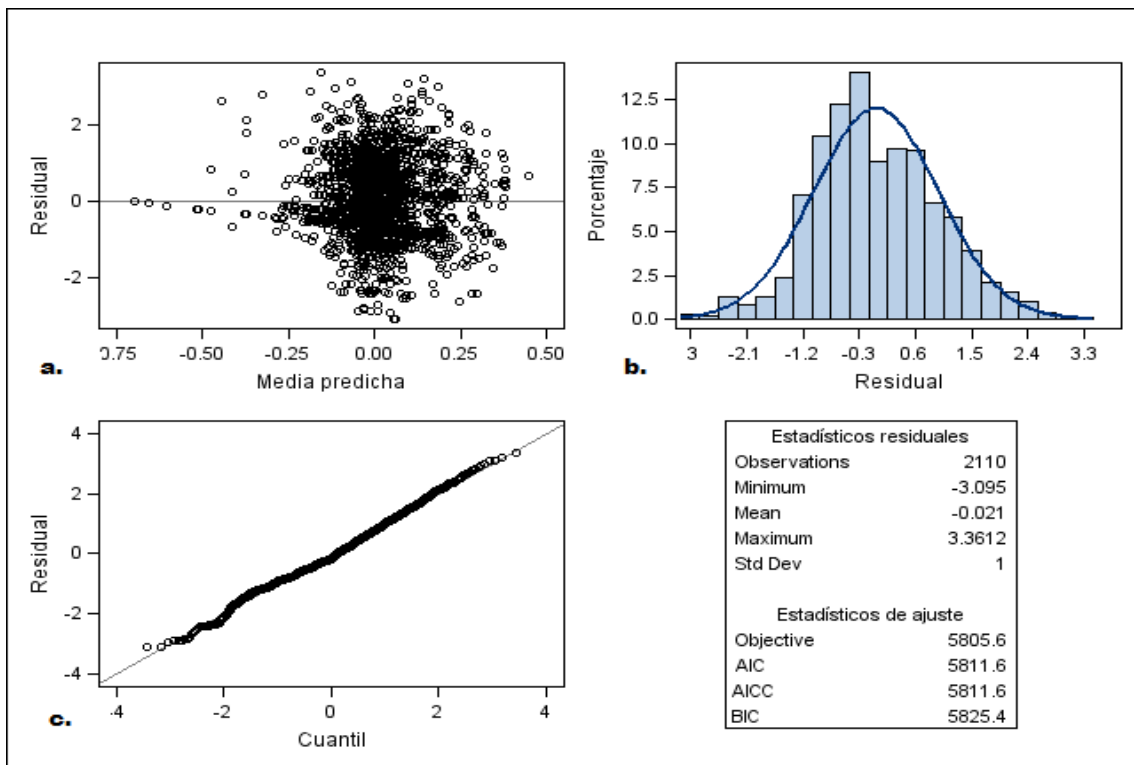 Residual
2
0
-2
0.75
-0.50
-0.25
0.00
0.25
0.50
Media predicha
a.
Porcentaje
12.5
10.0
7.5
5.0
2.5
0.0
3
-2.1
-1.2
-0.3
0.6
1.5
2.4
3.3
Residual
b.
Residual
4
2
0
-2
-4
.4
-2
0
2
4
Cuantil
c.
Estadísticos residuales
Observations 2110
Minimum -3.095
Mean -0.021
Maximum 3.3612
Std Dev 1
Estadísticos de ajuste
Objective 5805.6
AIC 5811.6
AICC 5811.6
BIC 5825.4